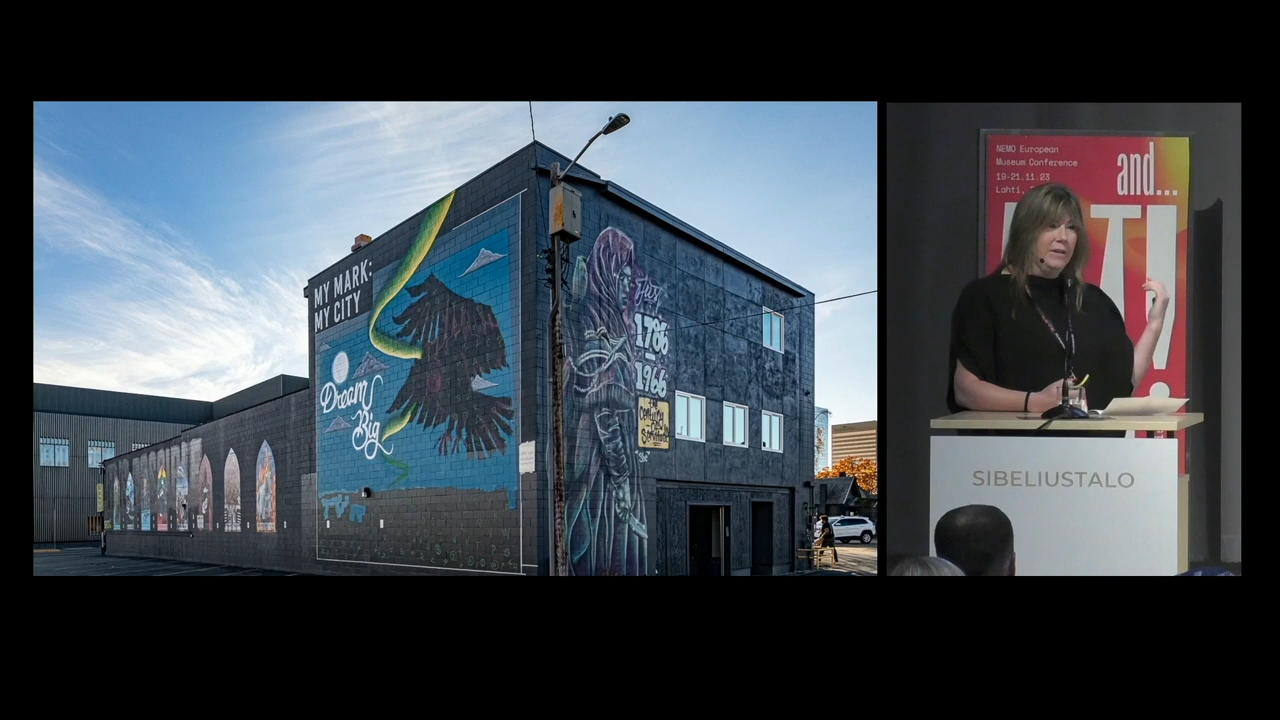 MY MARK:
MY CITY
Dream
Big
1786
1966
NEMO European
Museum Conference
19-21.11.23
Lahti,
and...
SIBELIUSTALO